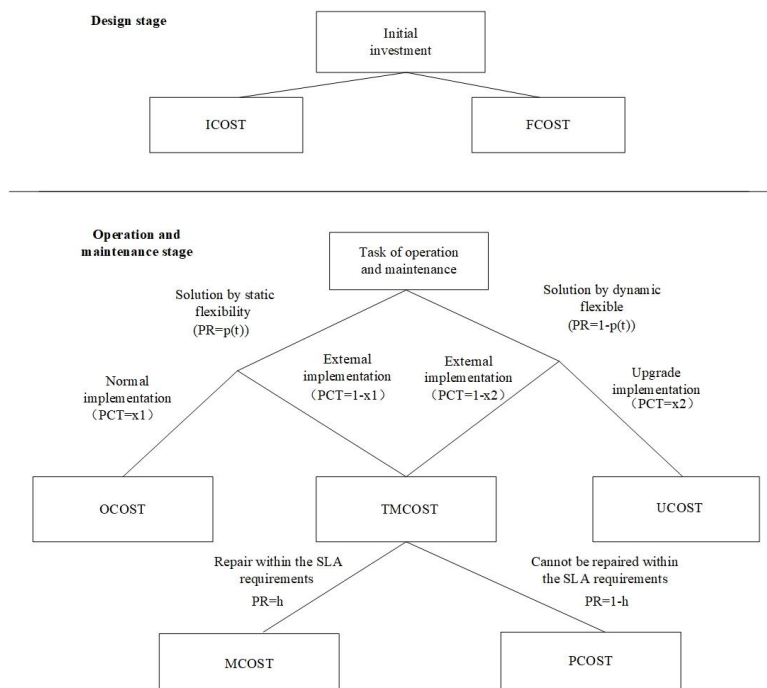 Design stage
Initial
investment
ICOST
FCOST
Operation and
maintenance stage
Task of operation
and maintenance
Solution by static
flexibility
(PR=p(t))
Solution by dynamic
flexible
(PR=1-p(t))
Normal
implementation
（PCT=x1）
External
implementation
（PCT=1-x1）
External
implementation
（PCT=1-x2）
Upgrade
implementation
（PCT=x2）
OCOST
TMCOST
UCOST
Repair within the SLA
requirements
PR=h
Cannot be repaired within
the SLA requirements
PR=1-h
MCOST
PCOST